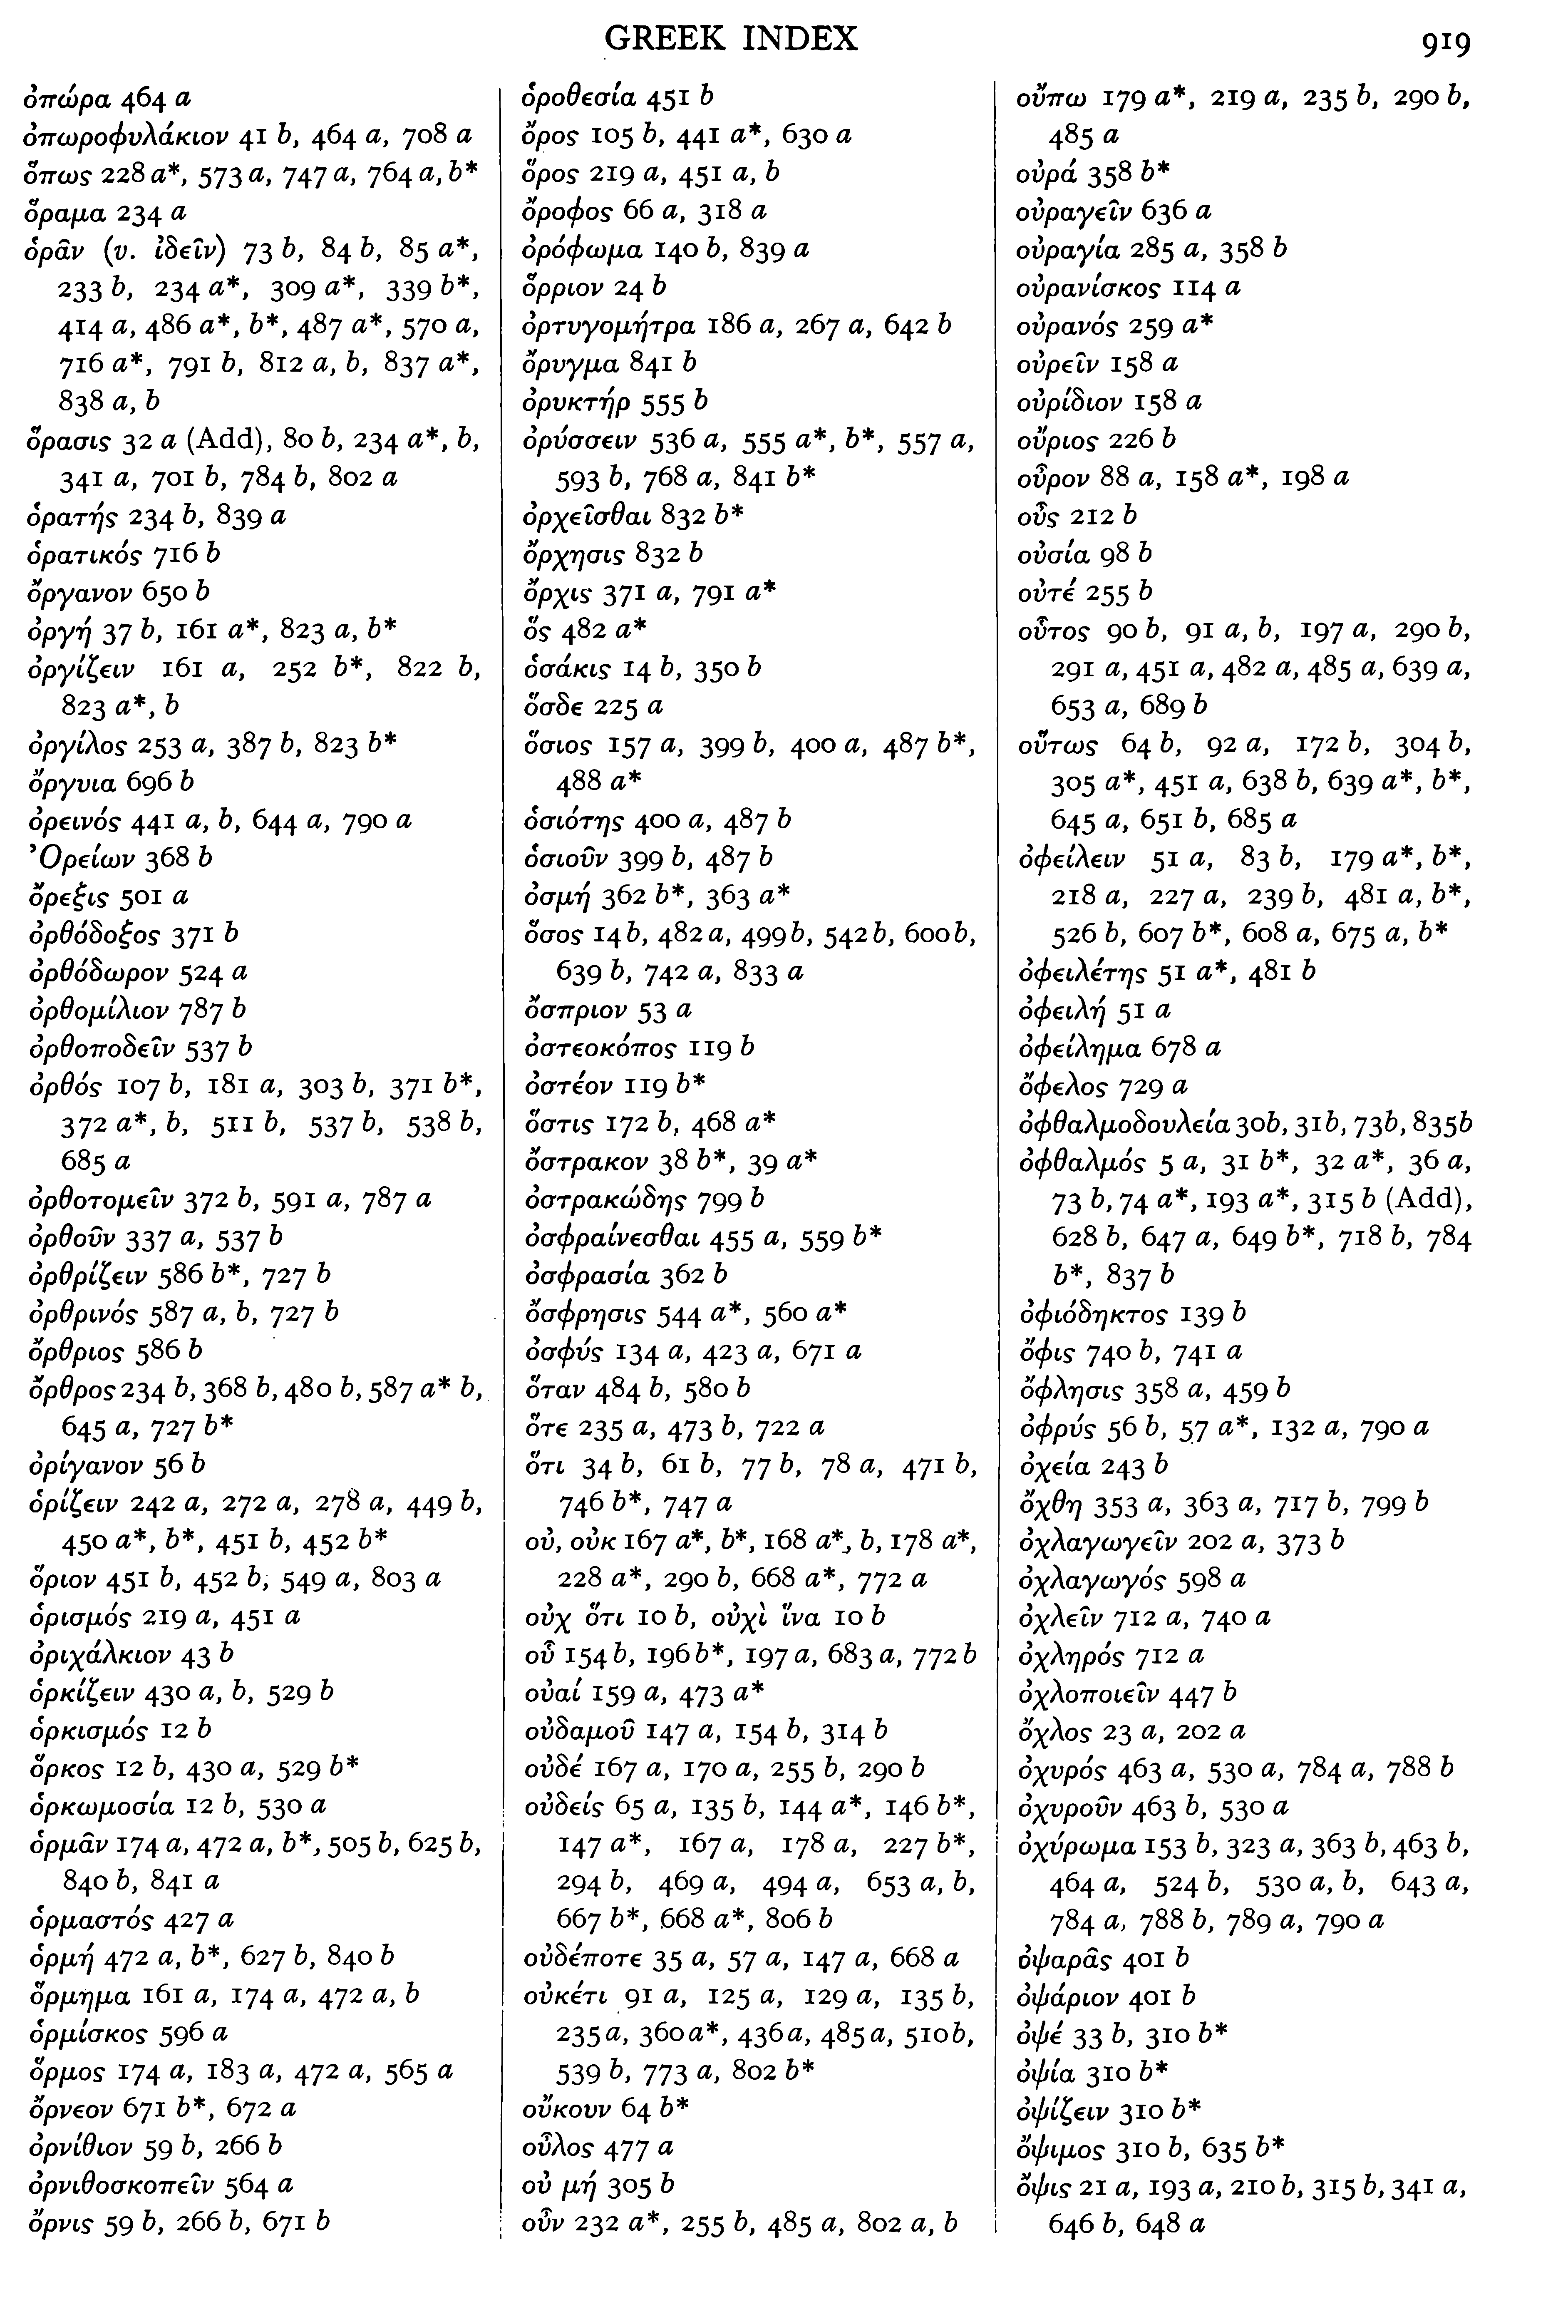 GREEK INDEX
919
ὀπώρα 464 a
ὀπωροφυλάκιον 41 b, 464 a, 708 a
ὅπως 228 a*, 573 a, 747 a, 764 a, b*
ὅραμα 234 a
ὁρᾶν (v. ἰδεῖν) 73 b, 84 b, 85 a*,
233 b, 234 a*, 309 a*, 339 b*,
414 a, 486 a*, b*, 487 a*, 570 a,
716 a*, 791 b, 812 a, b, 837 a*,
838 a, b
ὅρασις 32 a (Add), 80 b, 234 a*, b,
341 a, 701 b, 784 b, 802 a
ὁρατής 234 b, 839 a
ὁρατικός 716 b
ὄργανον 650 b
ὀργή 37 b, 161 a*, 823 a, b*
ὀργίζειν 161 a, 252 b*, 822 b,
823 a*, b
ὀργίλος 253 a, 387 b, 823 b*
ὄργυια 696 b
ὀρεινός 441 a, b, 644 a, 790 a
Ὀρείων 368 b
ὄρεξις 501 a
ὀρθόδοξος 371 b
ὀρθόδωρον 524 a
ὀρθομίλιον 787 b
ὀρθοποδεῖν 537 b
ὀρθός 107 b, 181 a, 303 b, 371 b*,
372 a*, b, 511 b, 537 b, 538 b,
685 a
ὀρθοτομεῖν 372 b, 591 a, 787 a
ὀρθοῦν 337 a, 537 b
ὀρθρίζειν 586 b*, 727 b
ὀρθρινός 587 a, b, 727 b
ὄρθριος 586 b
ὄρθρος 234 b, 368 b, 480 b, 587 a* b,
645 a, 727 b*
ὀρίγανον 56 b
ὁρίζειν 242 a, 272 a, 278 a, 449 b,
450 a*, b*, 451 b, 452 b*
ὅριον 451 b, 452 b, 549 a, 803 a
ὁρισμός 219 a, 451 a
ὀριχάλκιον 43 b
ὁρκίζειν 430 a, b, 529 b
ὁρκισμός 12 b
ὅρκος 12 b, 430 a, 529 b*
ὁρκωμοσία 12 b, 530 a
ὁρμᾶν 174 a, 472 a, b*, 505 b, 625 b,
840 b, 841 a
ὁρμαστός 427 a
ὁρμή 472 a, b*, 627 b, 840 b
ὅρμημα 161 a, 174 a, 472 a, b
ὁρμίσκος 596 a
ὅρμος 174 a, 183 a, 472 a, 565 a
ὄρνεον 671 b*, 672 a
ὀρνίθιον 59 b, 266 b
ὀρνιθοσκοπεῖν 564 a
ὄρνις 59 b, 266 b, 671 b
ὁροθεσία 451 b
ὄρος 105 b, 441 a*, 630 a
ὅρος 219 a, 451 a, b
ὄροφος 66 a, 318 a
ὀρόφωμα 140 b, 839 a
ὅρριον 24 b
ὀρτυγομήτρα 186 a, 267 a, 642 b
ὄρυγμα 841 b
ὀρυκτήρ 555 b
ὀρύσσειν 536 a, 555 a*, b*, 557 a,
593 b, 768 a, 841 b*
ὀρχεῖσθαι 832 b*
ὄρχησις 832 b
ὄρχις 371 a, 791 a*
ὅς 482 a*
ὁσάκις 14 b, 350 b
ὅσδε 225 a
ὅσιος 157 a, 399 b, 400 a, 487 b*,
488 a*
ὁσιότης 400 a, 487 b
ὁσιοῦν 399 b, 487 b
ὀσμή 362 b*, 363 a*
ὅσος 14 b, 482 a, 499 b, 542 b, 600 b,
639 b, 742 a, 833 a
ὄσπριον 53 a
ὀστεοκόπος 119 b
ὀστέον 119 b*
ὅστις 172 b, 468 a*
ὄστρακον 38 b*, 39 a*
ὀστρακώδης 799 b
ὀσφραίνεσθαι 455 a, 559 b*
ὀσφρασία 362 b
ὄσφρησις 544 a*, 560 a*
ὀσφύς 134 a, 423 a, 671 a
ὅταν 484 b, 580 b
ὅτε 235 a, 473 b, 722 a
ὅτι 34 b, 61 b, 77 b, 78 a, 471 b,
746 b*, 747 a
οὐ, οὐκ 167 a*, b*, 168 a*, b, 178 a*,
228 a*, 290 b, 668 a*, 772 a
οὐχ ὅτι 10 b, οὐχὶ ἵνα 10 b
οὗ 154 b, 196 b*, 197 a, 683 a, 772 b
οὐαί 159 a, 473 a*
οὐδαμοῦ 147 a, 154 b, 314 b
οὐδέ 167 a, 170 a, 255 b, 290 b
οὐδείς 65 a, 135 b, 144 a*, 146 b*,
147 a*, 167 a, 178 a, 227 b*,
294 b, 469 a, 494 a, 653 a, b,
667 b*, 668 a*, 806 b
οὐδέποτε 35 a, 57 a, 147 a, 668 a
οὐκέτι 91 a, 125 a, 129 a, 135 b,
235 a, 360 a*, 436 a, 485 a, 510 b,
539 b, 773 a, 802 b*
οὔκουν 64 b*
οὖλος 477 a
οὐ μή 305 b
οὖν 232 a*, 255 b, 485 a, 802 a, b
οὔπω 179 a*, 219 a, 235 b, 290 b,
485 a
οὐρά 358 b*
οὐραγεῖν 636 a
οὐραγία 285 a, 358 b
οὐρανίσκος 114 a
οὐρανός 259 a*
οὐρεῖν 158 a
οὐρίδιον 158 a
οὔριος 226 b
οὖρον 88 a, 158 a*, 198 a
οὖς 212 b
οὐσία 98 b
οὐτέ 255 b
οὗτος 90 b, 91 a, b, 197 a, 290 b,
291 a, 451 a, 482 a, 485 a, 639 a,
653 a, 689 b
οὕτως 64 b, 92 a, 172 b, 304 b,
305 a*, 451 a, 638 b, 639 a*, b*,
645 a, 651 b, 685 a
ὀφείλειν 51 a, 83 b, 179 a*, b*,
218 a, 227 a, 239 b, 481 a, b*,
526 b, 607 b*, 608 a, 675 a, b*
ὀφειλέτης 51 a*, 481 b
ὀφειλή 51 a
ὀφείλημα 678 a
ὄφελος 729 a
ὀφθαλμοδουλεία 30 b, 31 b, 73 b, 835 b
ὀφθαλμός 5 a, 31 b*, 32 a*, 36 a,
73 b, 74 a*, 193 a*, 315 b (Add),
628 b, 647 a, 649 b*, 718 b, 784
b*, 837 b
ὀφιόδηκτος 139 b
ὄφις 740 b, 741 a
ὄφλησις 358 a, 459 b
ὀφρύς 56 b, 57 a*, 132 a, 790 a
ὀχεία 243 b
ὄχθη 353 a, 363 a, 717 b, 799 b
ὀχλαγωγεῖν 202 a, 373 b
ὀχλαγωγός 598 a
ὀχλεῖν 712 a, 740 a
ὀχληρός 712 a
ὀχλοποιεῖν 447 b
ὄχλος 23 a, 202 a
ὀχυρός 463 a, 530 a, 784 a, 788 b
ὀχυροῦν 463 b, 530 a
ὀχύρωμα 153 b, 323 a, 363 b, 463 b,
464 a, 524 b, 530 a, b, 643 a,
784 a, 788 b, 789 a, 790 a
ὀψαρᾶς 401 b
ὀψάριον 401 b
ὀψέ 33 b, 310 b*
ὀψία 310 b*
ὀψίζειν 310 b*
ὄψιμος 310 b, 635 b*
ὄψις 21 a, 193 a, 210 b, 315 b, 341 a,
646 b, 648 a